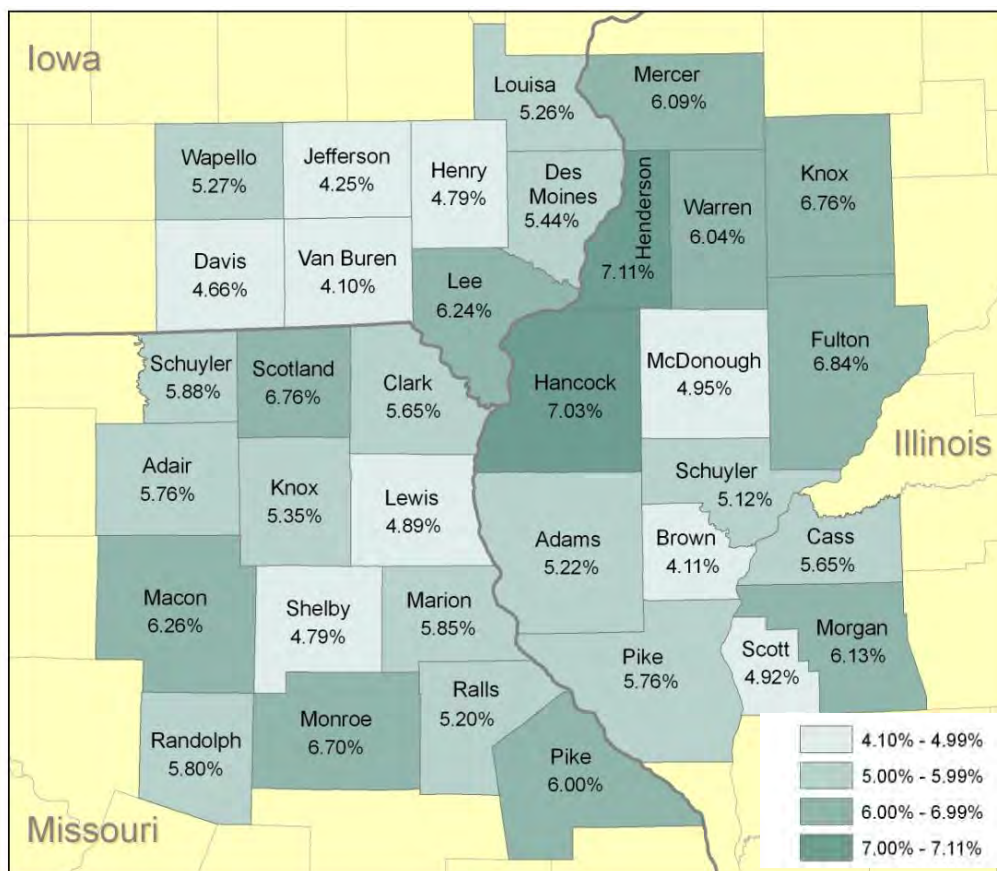 Iowa
Louisa
5.26%
Mercer
6.09%
Wapello
5.27%
Jefferson
4.25%
Henry
4.79%
Des
Moines
5.44%
Henderson
7.11%
Warren
6.04%
Knox
6.76%
Davis
4.66%
Van Buren
4.10%
Lee
6.24%
Schuyler
5.88%
Scotland
6.76%
Clark
5.65%
Hancock
7.03%
McDonough
4.95%
Fulton
6.84%
Illinois
Adair
5.76%
Knox
5.35%
Lewis
4.89%
Schuyler
5.12%
Adams
5.22%
Brown
4.11%
Cass
5.65%
Macon
6.26%
Shelby
4.79%
Marion
5.85%
Pike
5.76%
Scott
4.92%
Morgan
6.13%
Randolph
5.80%
Monroe
6.70%
Ralls
5.20%
Pike
6.00%
Missouri
4.10% - 4.99%
5.00% - 5.99%
6.00% - 6.99%
7.00% - 7.11%